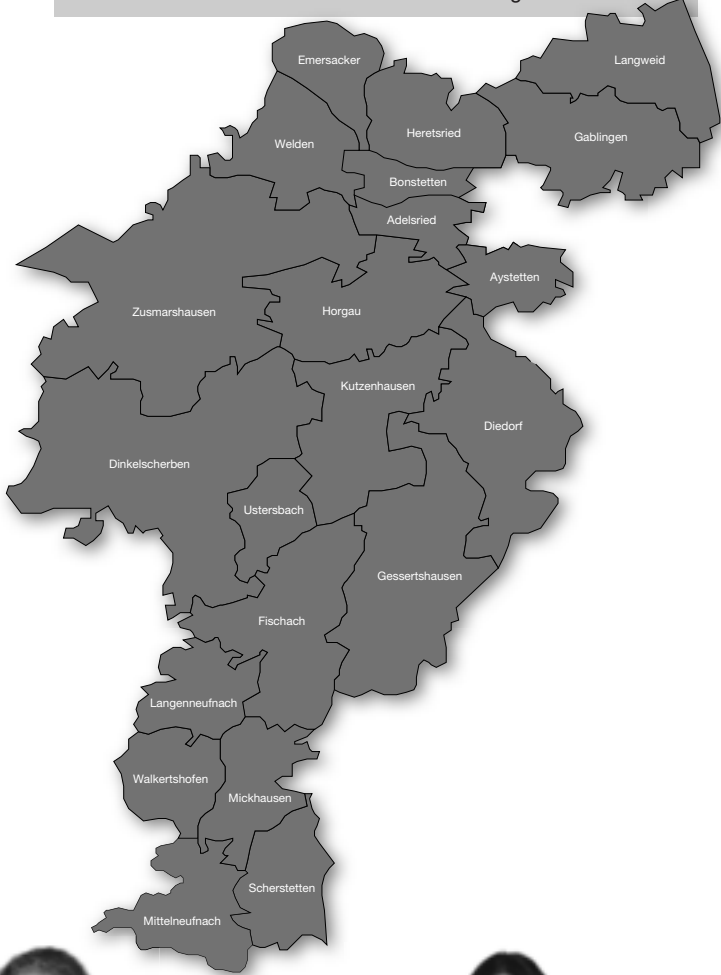 Emersacker
Langweid
Heretsried
Gablingen
Welden
Bonstetten
Adelsried
Aystetten
Zusmarshausen
Horgau
Kutzenhausen
Diedorf
Dinkelscherben
Ustersbach
Gessertshausen
Fischach
Langenneufnach
Walkertshofen
Mickhausen
Scherstetten
Mittelneufnach